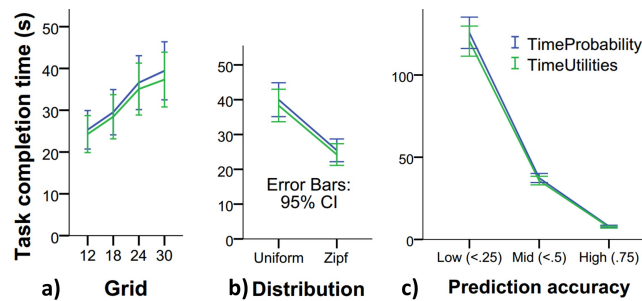 Task completion time (s)
50
40
30
20
10
0
12 18 24 30
a) Grid
50
40
30
20
10
0
Error Bars:
95% CI
Uniform Zipf
b) Distribution
TimeProbability
TimeUtilities
100
50
0
Low (<.25) Mid (<.5) High (.75)
c) Prediction accuracy